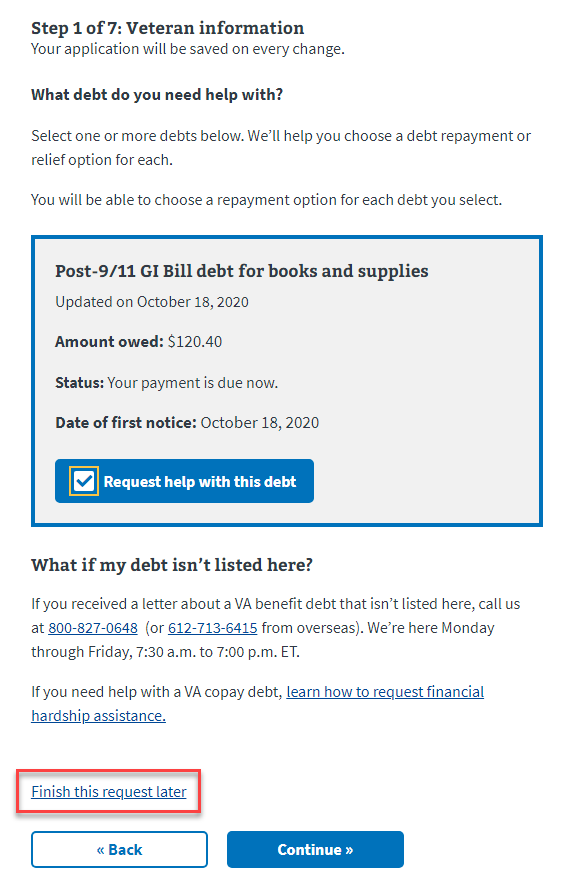 Step 1 of 7: Veteran information
Your application will be saved on every change.
What debt do you need help with?
Select one or more debts below. We’ll help you choose a debt repayment or
relief option for each.
You will be able to choose a repayment option for each debt you select.
Post-9/11 GI Bill debt for books and supplies
Updated on October 18, 2020
Amount owed: $120.40
Status: Your payment is due now.
Date of first notice: October 18, 2020
Request help with this debt
What if my debt isn’t listed here?
If you received a letter about a VA benefit debt that isn’t listed here, call us
at 800-827-0648 (or 612-713-6415 from overseas). We’re here Monday
through Friday, 7:30 a.m. to 7:00 p.m. ET.
If you need help with a VA copay debt, learn how to request financial
hardship assistance.
Finish this request later
« Back
Continue »